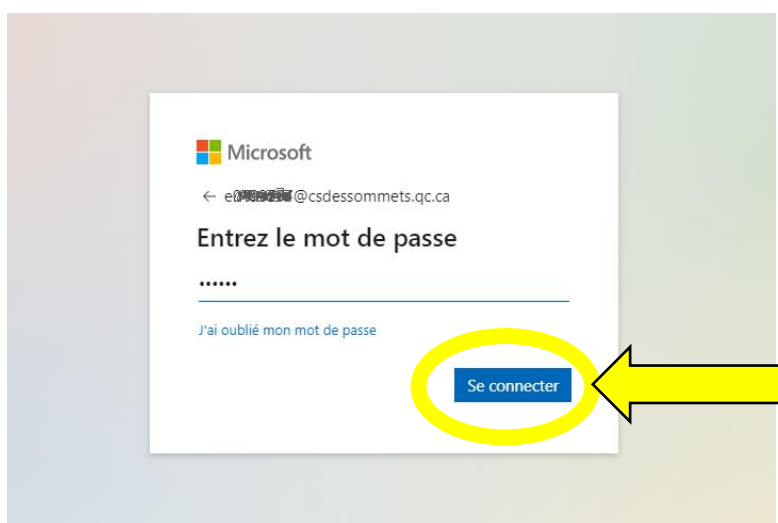 Microsoft
@csdessommets.qc.ca
Entrez le mot de passe
••••••
J'ai oublié mon mot de passe
Se connecter